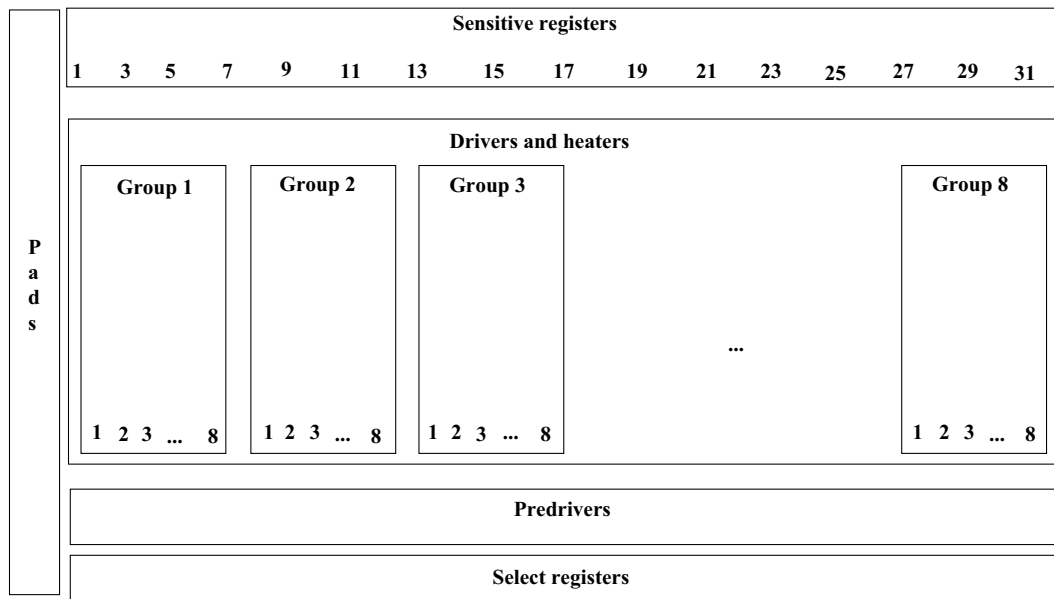 Sensitive registers
1 3 5 7 9 11 13 15 17 19 21 23 25 27 29 31
Drivers and heaters
Group 1 Group 2 Group 3 Group 8
Pads
...
1 2 3 ... 8 1 2 3 ... 8 1 2 3 ... 8 1 2 3 ... 8
Predrivers
Select registers